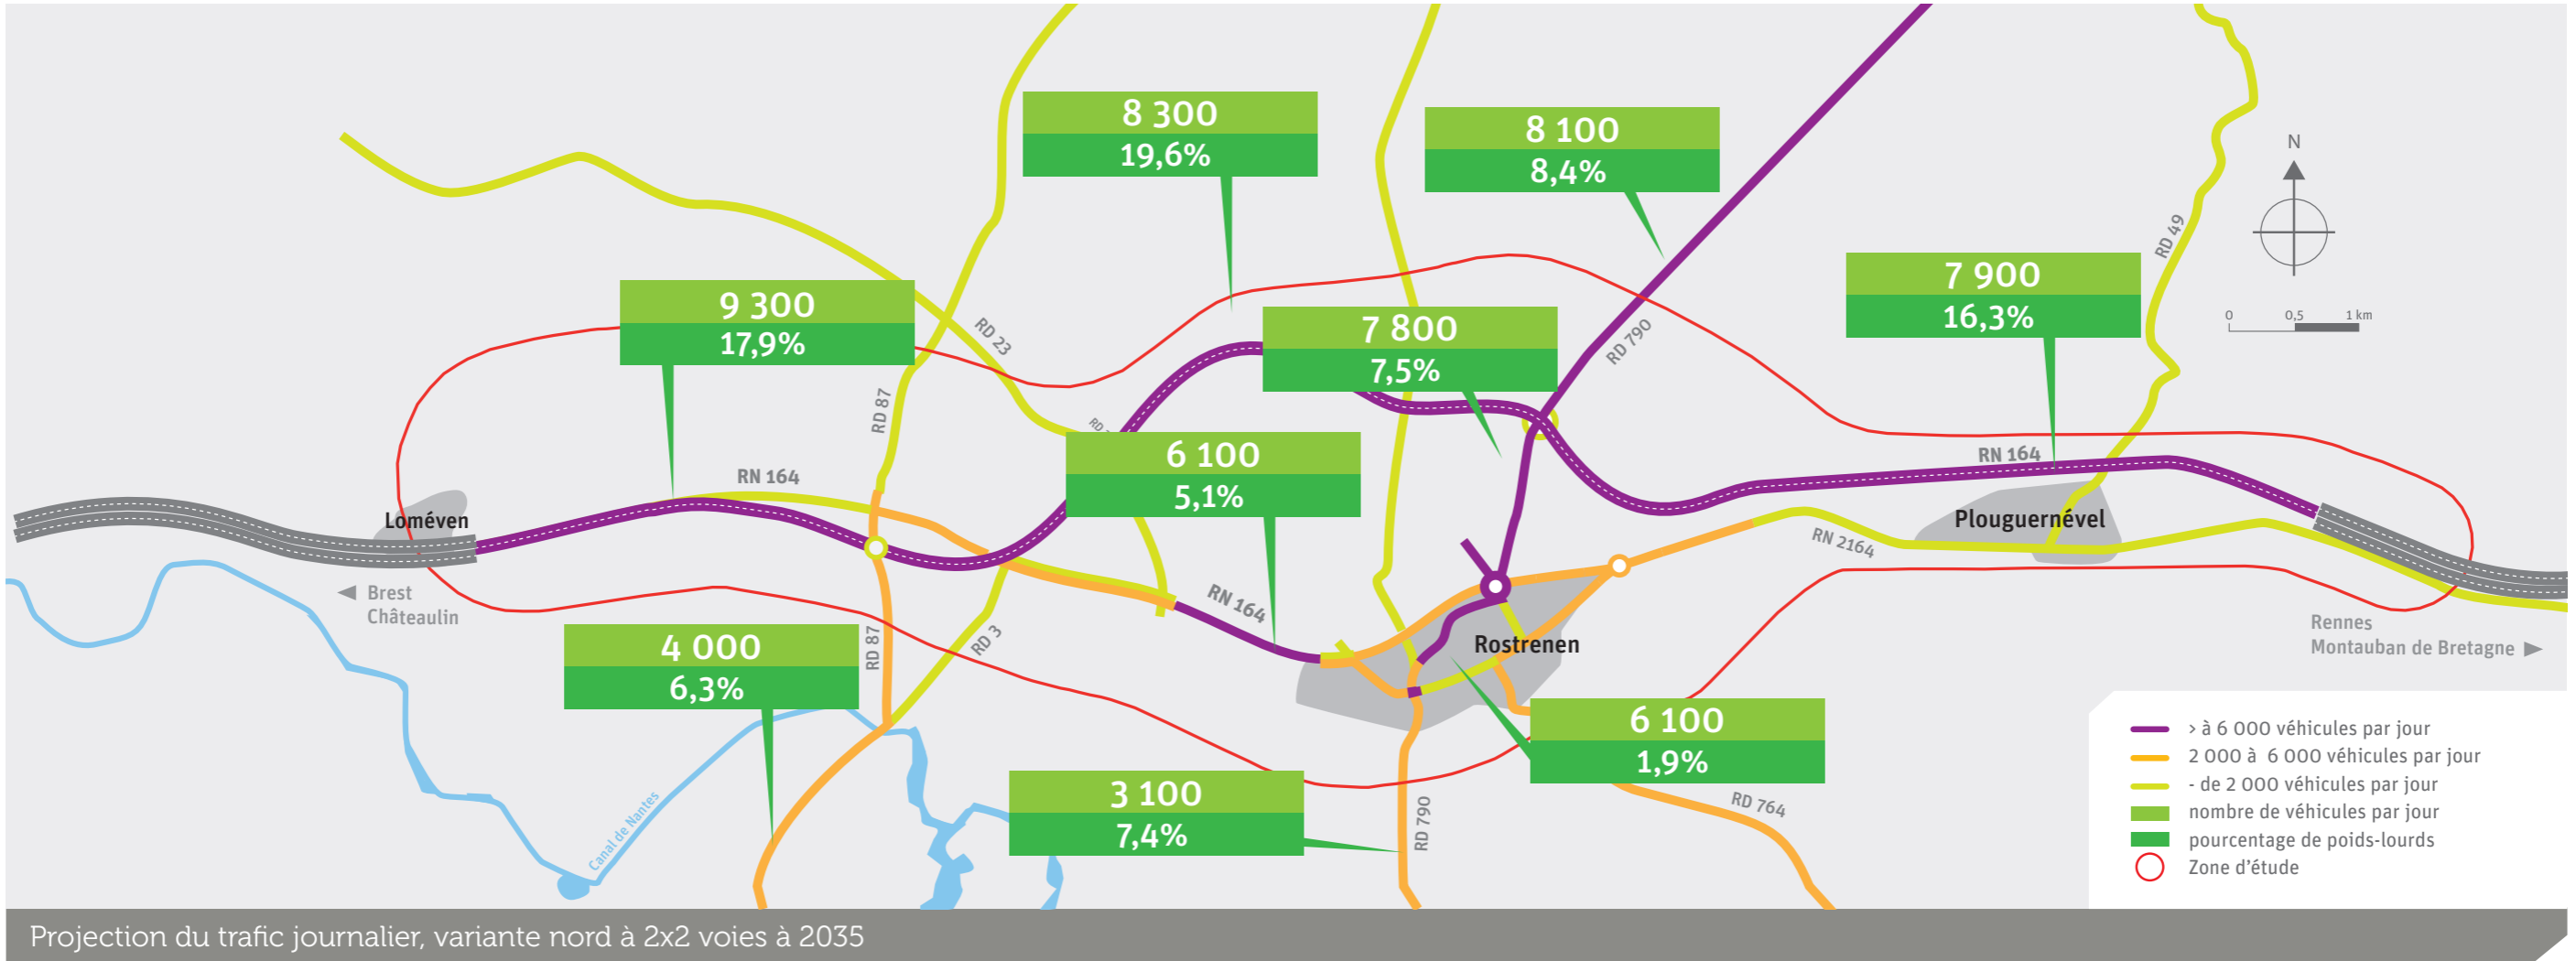 8 300
19,6%
8 100
8,4%
N
RD 49
7 900
16,3%
0 0,5 1 km
9 300
17,9%
RD 23
7 800
7,5%
RD 790
RD 87
RD
6 100
5,1%
RN 164
RN 164
Loméven
Plouguernével
RN 2164
Brest
Châteaulin
RN 164
Rennes
Montauban de Bretagne
4 000
6,3%
RD 87
RD 3
Rostrenen
6 100
1,9%
3 100
7,4%
RD 790
RD 764
Canal de Nantes
> à 6 000 véhicules par jour
2 000 à 6 000 véhicules par jour
- de 2 000 véhicules par jour
nombre de véhicules par jour
pourcentage de poids-lourds
Zone d'étude
Projection du trafic journalier, variante nord à 2x2 voies à 2035